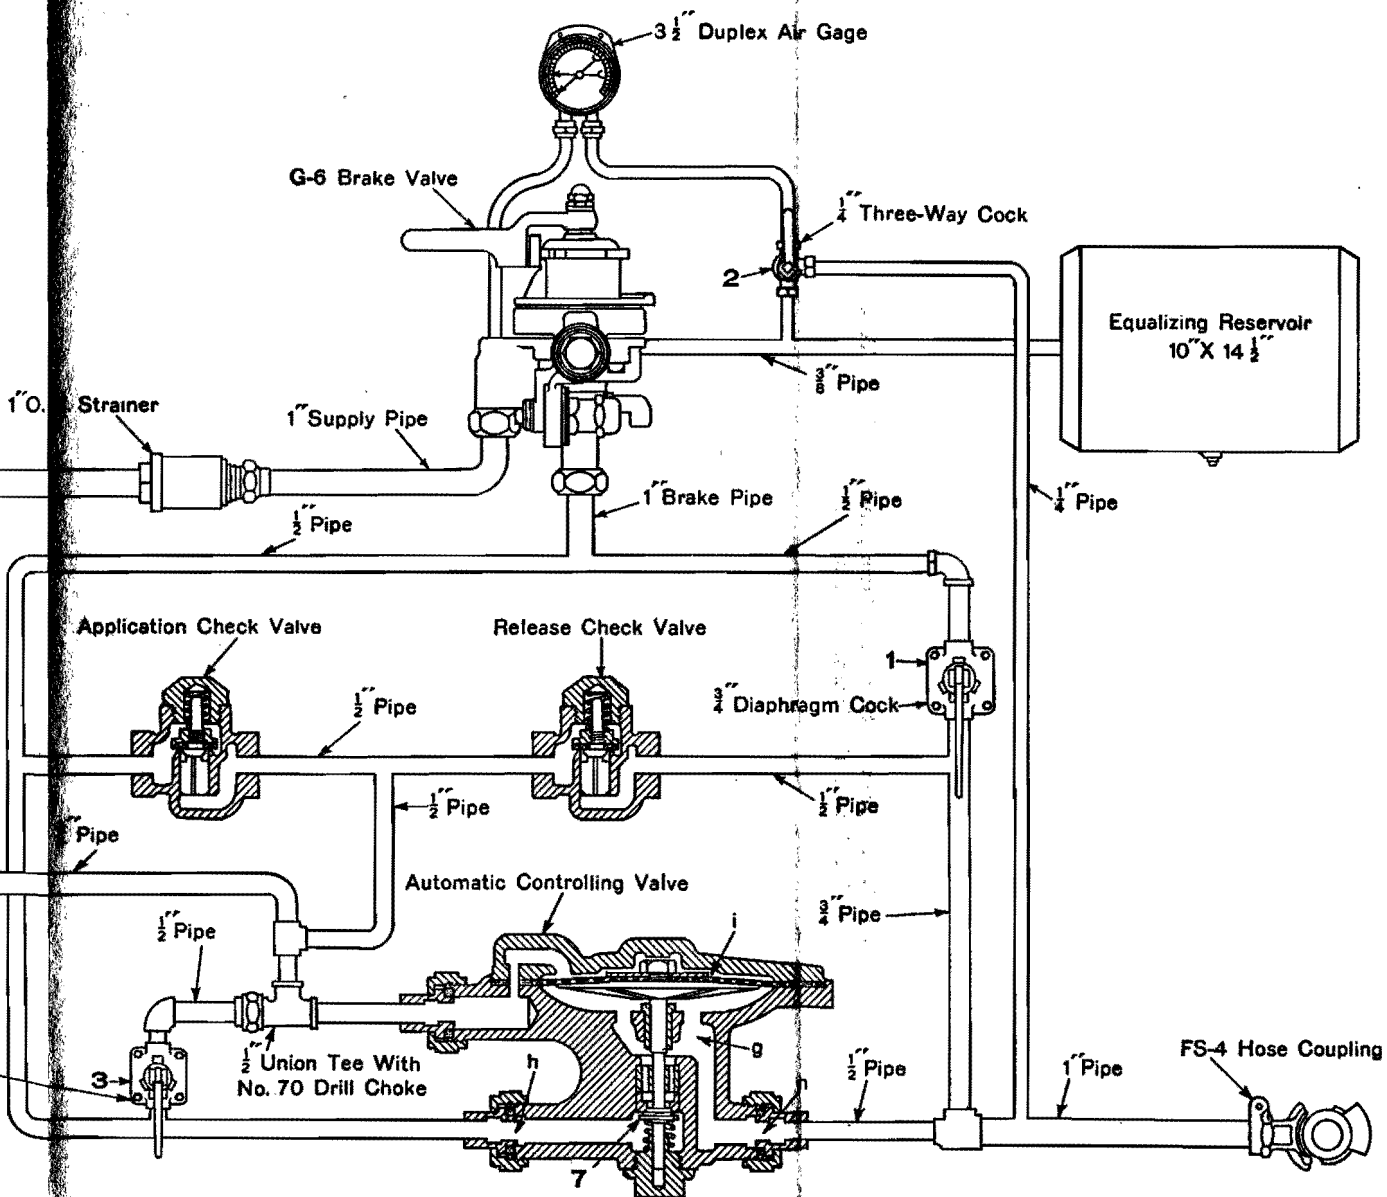 3 1/2″ Duplex Air Gage
G-6 Brake Valve
1/4″ Three-Way Cock
2
Equalizing Reservoir
10″X 14 1/2″
3/8″ Pipe
1″O. Strainer
1″Supply Pipe
1″Brake Pipe
1/2″ Pipe
1/4″ Pipe
1/2″ Pipe
Application Check Valve
Release Check Valve
1
1/2″ Pipe
3/4″ Diaphragm Cock
1/2″ Pipe
1/2″ Pipe
″Pipe
Automatic Controlling Valve
3/4″ Pipe
1/2″ Pipe
i
g
FS-4 Hose Coupling
1/2″ Union Tee With
No. 70 Drill Choke
3
h
1/2″ Pipe
h
1″Pipe
7